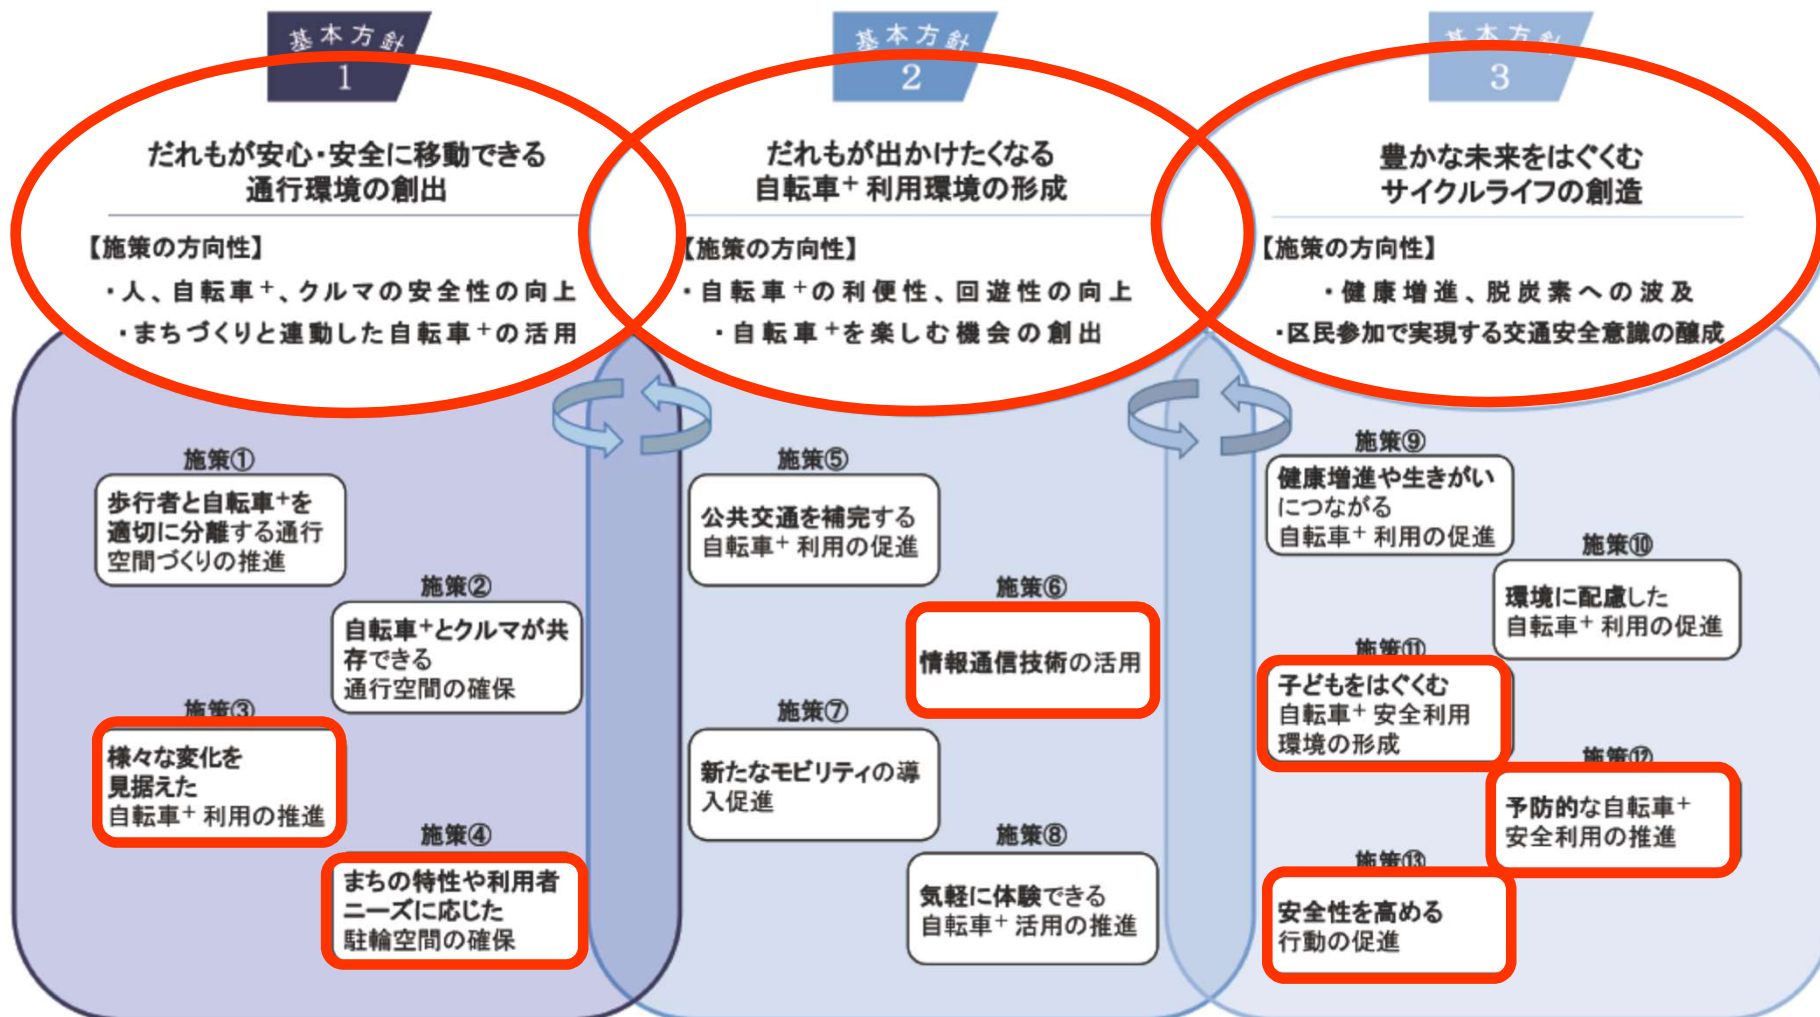 基本方針
1
だれもが安心・安全に移動できる
通行環境の創出
【施策の方向性】
・人、自転車⁺、クルマの安全性の向上
・まちづくりと連動した自転車⁺の活用
施策①
歩行者と自転車⁺を
適切に分離する通行
空間づくりの推進
施策②
自転車⁺とクルマが共
存できる
通行空間の確保
施策③
様々な変化を
見据えた
自転車⁺ 利用の推進
施策④
まちの特性や利用者
ニーズに応じた
駐輪空間の確保
基本方針
2
だれもが出かけたくなる
自転車⁺ 利用環境の形成
【施策の方向性】
・自転車⁺の利便性、回遊性の向上
・自転車⁺を楽しむ機会の創出
施策⑤
公共交通を補完する
自転車⁺ 利用の促進
施策⑥
情報通信技術の活用
施策⑦
新たなモビリティの導
入促進
施策⑧
気軽に体験できる
自転車⁺ 活用の推進
基本方針
3
豊かな未来をはぐくむ
サイクルライフの創造
【施策の方向性】
・健康増進、脱炭素への波及
・区民参加で実現する交通安全意識の醸成
施策⑨
健康増進や生きがい
につながる
自転車⁺ 利用の促進
施策⑩
環境に配慮した
自転車⁺ 利用の促進
施策⑪
子どもをはぐくむ
自転車⁺ 安全利用
環境の形成
施策⑫
予防的な自転車⁺
安全利用の推進
施策⑬
安全性を高める
行動の促進